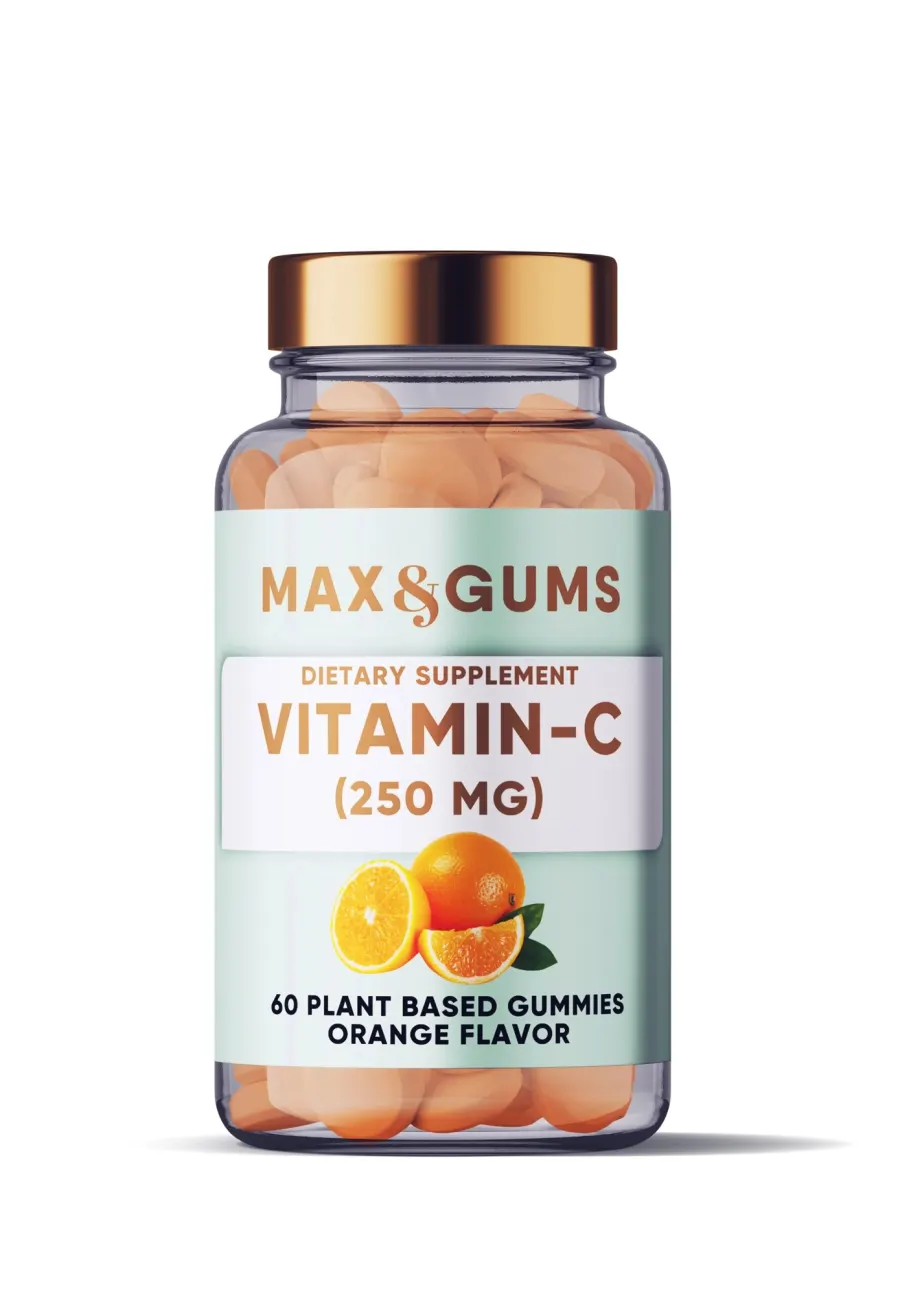 MAX&GUMS
DIETARY SUPPLEMENT
VITAMIN-C
(250 MG)
60 PLANT BASED GUMMIES
ORANGE FLAVOR